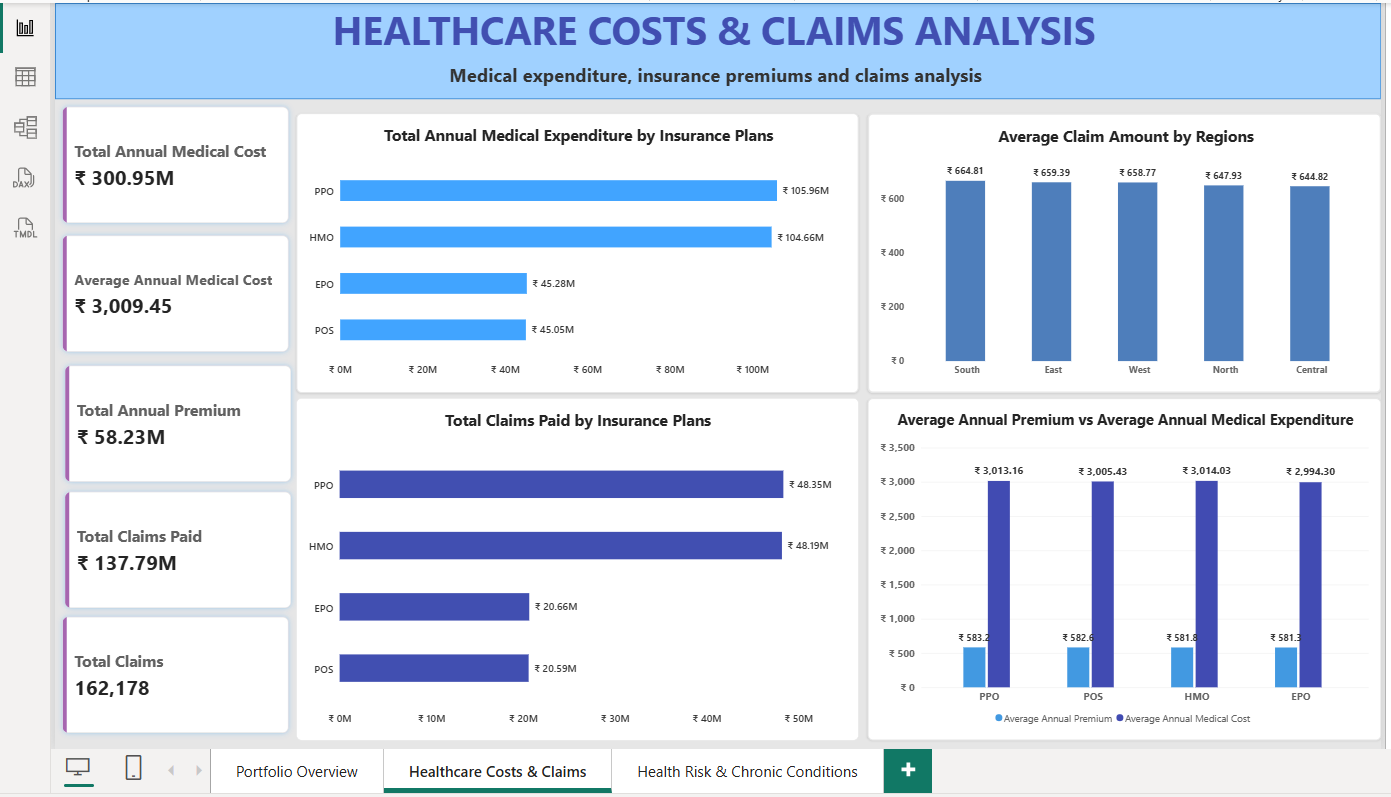 HEALTHCARE COSTS & CLAIMS ANALYSIS
Medical expenditure, insurance premiums and claims analysis
DAX
TMDL
Total Annual Medical Cost
₹ 300.95M
Average Annual Medical Cost
₹ 3,009.45
Total Annual Premium
₹ 58.23M
Total Claims Paid
₹ 137.79M
Total Claims
162,178
Total Annual Medical Expenditure by Insurance Plans
PPO ₹ 105.96M
HMO ₹ 104.66M
EPO ₹ 45.28M
POS ₹ 45.05M
₹ 0M ₹ 20M ₹ 40M ₹ 60M ₹ 80M ₹ 100M
Average Claim Amount by Regions
₹ 664.81 ₹ 659.39 ₹ 658.77 ₹ 647.93 ₹ 644.82
₹ 600
₹ 400
₹ 200
₹ 0
South East West North Central
Total Claims Paid by Insurance Plans
PPO ₹ 48.35M
HMO ₹ 48.19M
EPO ₹ 20.66M
POS ₹ 20.59M
₹ 0M ₹ 10M ₹ 20M ₹ 30M ₹ 40M ₹ 50M
Average Annual Premium vs Average Annual Medical Expenditure
₹ 3,500
₹ 3,013.16 ₹ 3,005.43 ₹ 3,014.03 ₹ 2,994.30
₹ 3,000
₹ 2,500
₹ 2,000
₹ 1,500
₹ 1,000
₹ 583.2 ₹ 582.6 ₹ 581.8 ₹ 581.3
₹ 500
₹ 0
PPO POS HMO EPO
Average Annual Premium Average Annual Medical Cost
Portfolio Overview Healthcare Costs & Claims Health Risk & Chronic Conditions +